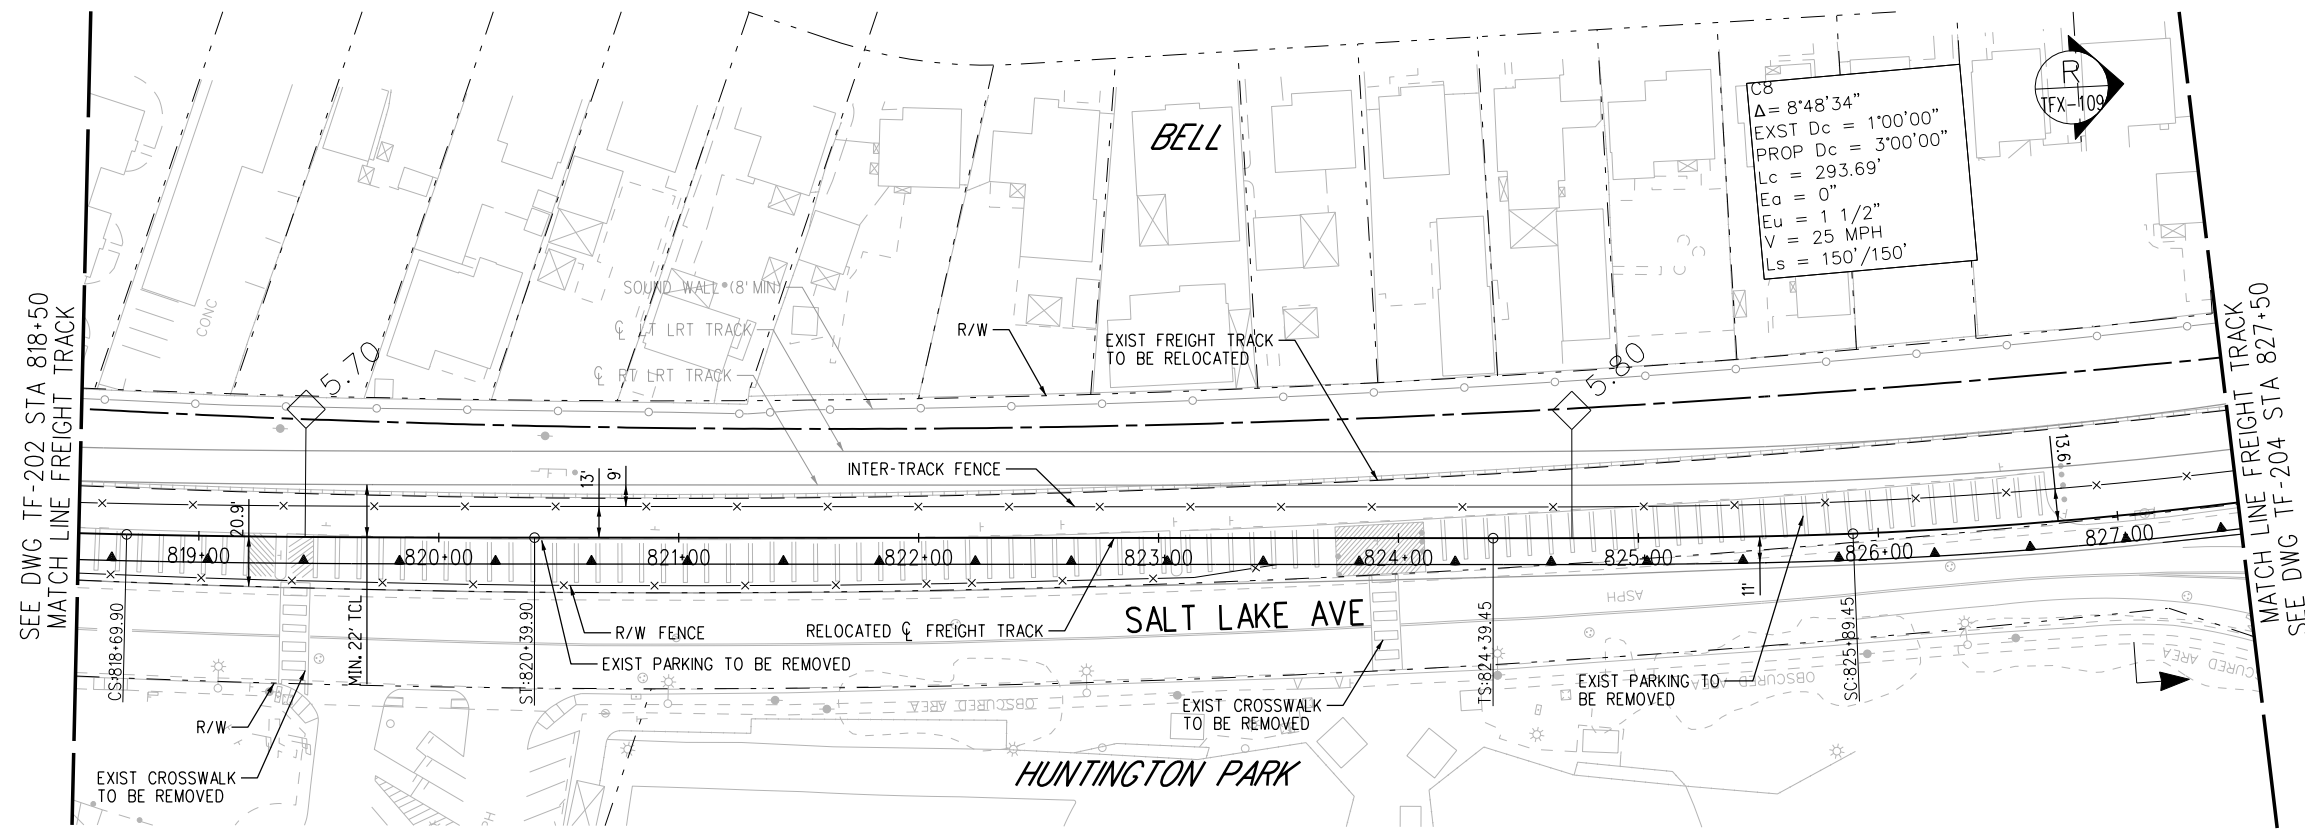 SEE DWG TF-202 STA 818+50
MATCH LINE FREIGHT TRACK
CONC
SOUND WALL (8' MIN)
℄ LT LRT TRACK
℄ RT LRT TRACK
5.70
BELL
R/W
EXIST FREIGHT TRACK
TO BE RELOCATED
5.80
C8
Δ= 8°48'34"
EXST Dc = 1°00'00"
PROP Dc = 3°00'00"
Lc = 293.69'
Ea = 0"
Eu = 1 1/2"
V = 25 MPH
Ls = 150'/150'
R
TFX-109
MATCH LINE FREIGHT TRACK
SEE DWG TF-204 STA 827+50
INTER-TRACK FENCE
13'
9'
20.9'
13.6'
11'
819+00
820+00
821+00
822+00
823+00
824+00
825+00
826+00
827+00
CS:818+69.90
MIN. 22' TCL
ST:820+39.90
TS:824+39.45
SC:825+89.45
R/W FENCE
RELOCATED ℄ FREIGHT TRACK
SALT LAKE AVE
ASPH
EXIST PARKING TO BE REMOVED
EXIST PARKING TO
BE REMOVED
OBSCURED AREA
OBSCURED AREA
EXIST CROSSWALK
TO BE REMOVED
R/W
EXIST CROSSWALK
TO BE REMOVED
HUNTINGTON PARK